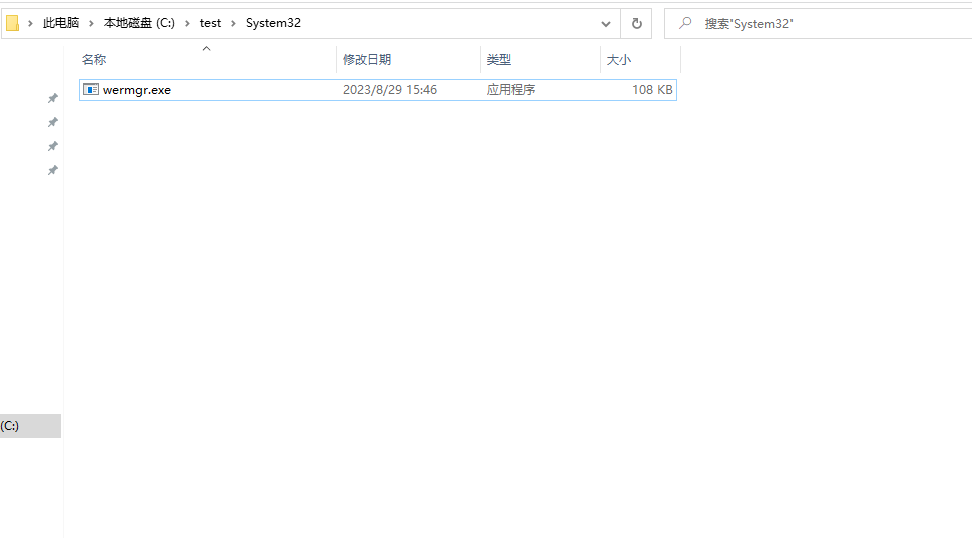 此电脑 > 本地磁盘 (C:) > test > System32
搜索"System32"
名称 修改日期 类型 大小
wermgr.exe 2023/8/29 15:46 应用程序 108 KB
(C:)